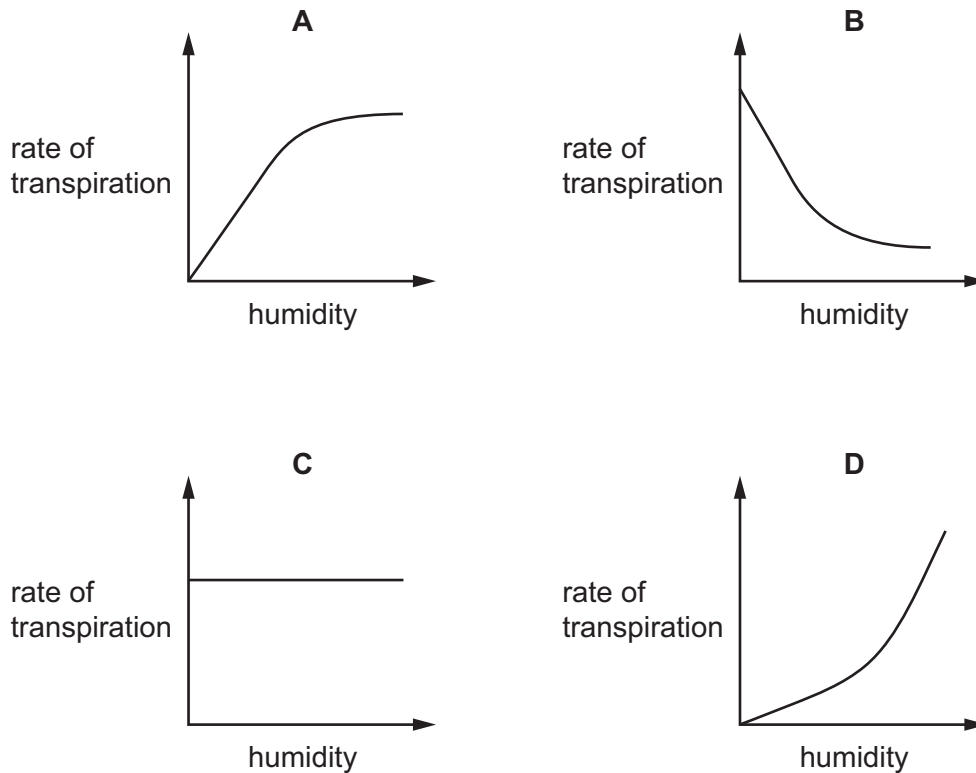 A
rate of
transpiration
humidity
B
rate of
transpiration
humidity
C
rate of
transpiration
humidity
D
rate of
transpiration
humidity